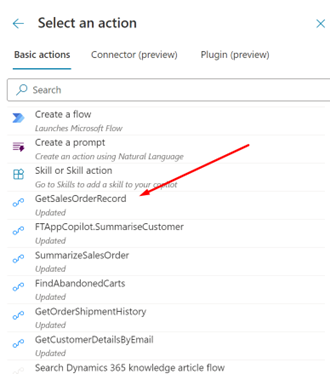 Select an action
Basic actions
Connector (preview)
Plugin (preview)
Search
Create a flow
Launches Microsoft Flow
Create a prompt
Create an action using Natural Language
Skill or Skill action
Go to Skills to add a skill to your copilot
GetSalesOrderRecord
Updated
FTAppCopilot.SummariseCustomer
Updated
SummarizeSalesOrder
Updated
FindAbandonedCarts
Updated
GetOrderShipmentHistory
Updated
GetCustomerDetailsByEmail
Updated
Search Dynamics 365 knowledge article flow